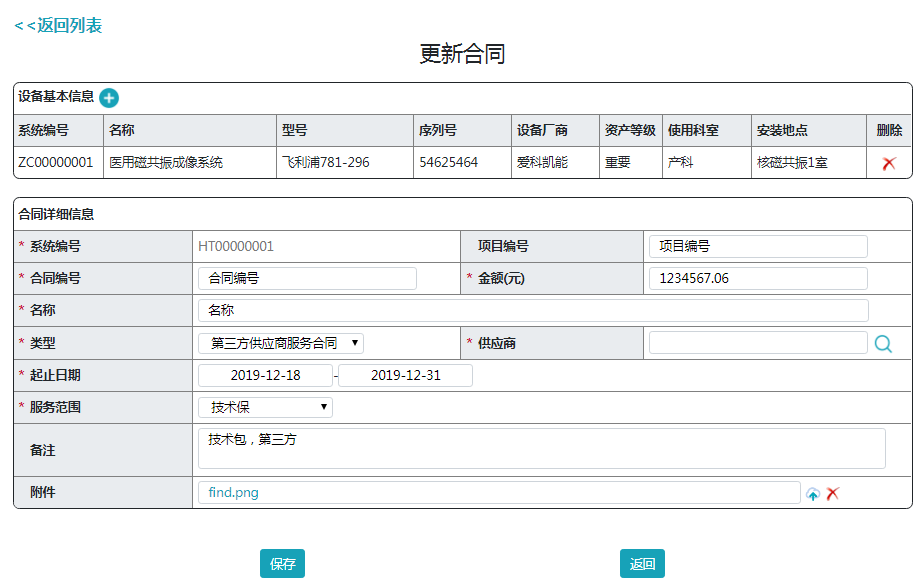 <<返回列表
更新合同
设备基本信息
系统编号 名称 型号 序列号 设备厂商 资产等级 使用科室 安装地点 删除
ZC00000001 医用磁共振成像系统 飞利浦781-296 54625464 爱科凯能 重要 产科 核磁共振1室
合同详细信息
* 系统编号 HT00000001 项目编号 项目编号
* 合同编号 合同编号 * 金额(元) 1234567.06
* 名称 名称
* 类型 第三方供应商服务合同 * 供应商
* 起止日期 2019-12-18 - 2019-12-31
* 服务范围 技术保
备注 技术包，第三方
附件 find.png
保存 返回